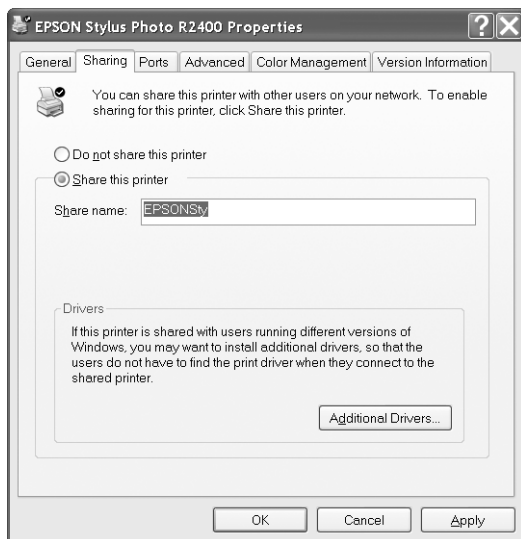 EPSON Stylus Photo R2400 Properties
General Sharing Ports Advanced Color Management Version Information
You can share this printer with other users on your network. To enable
sharing for this printer, click Share this printer.
Do not share this printer
Share this printer
Share name: EPSONSty
Drivers
If this printer is shared with users running different versions of
Windows, you may want to install additional drivers, so that the
users do not have to find the print driver when they connect to the
shared printer.
Additional Drivers...
OK Cancel Apply